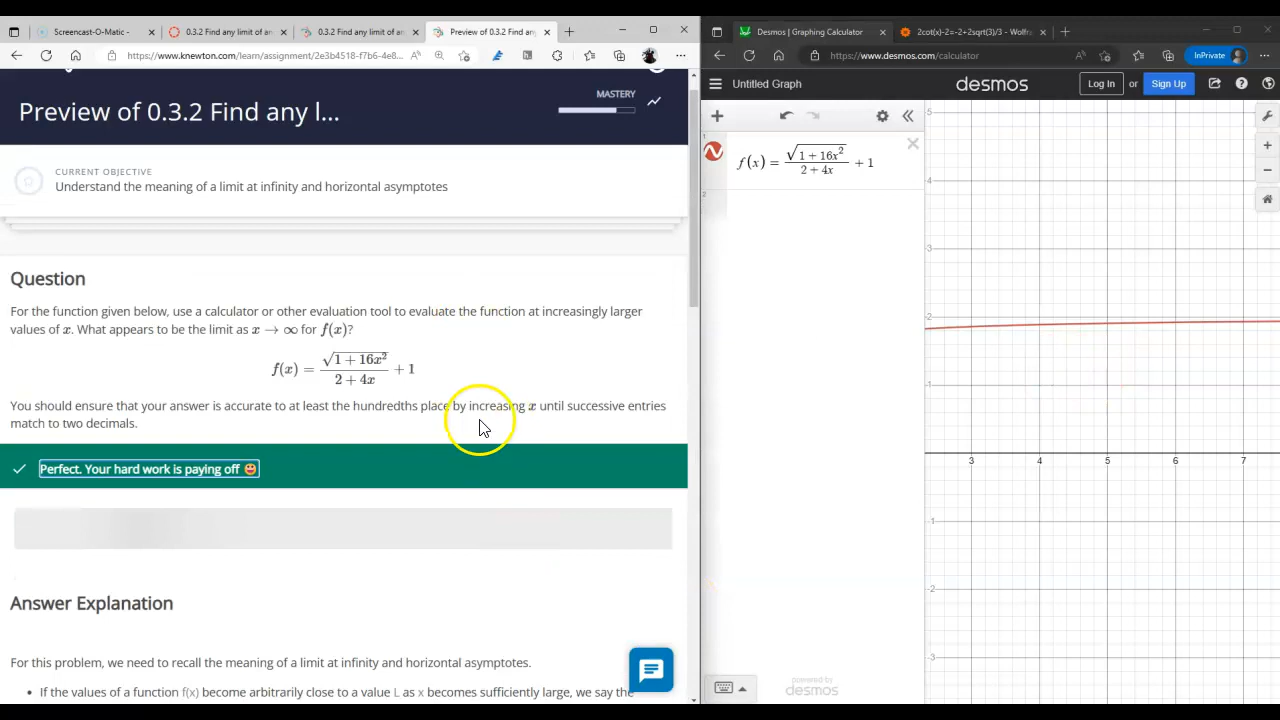 Screencast-O-Matic -
0.3.2 Find any limit of an
0.3.2 Find any limit of an
Preview of 0.3.2 Find any
https://www.knewton.com/learn/assignment/2e3b4518-f7b6-4e8...
Preview of 0.3.2 Find any l...
MASTERY
CURRENT OBJECTIVE
Understand the meaning of a limit at infinity and horizontal asymptotes
Question
For the function given below, use a calculator or other evaluation tool to evaluate the function at increasingly larger
values of x. What appears to be the limit as x → ∞ for f(x)?
f(x) = √(1 + 16x²) / (2 + 4x) + 1
You should ensure that your answer is accurate to at least the hundredths place by increasing x until successive entries
match to two decimals.
Perfect. Your hard work is paying off 😀
Answer Explanation
For this problem, we need to recall the meaning of a limit at infinity and horizontal asymptotes.
• If the values of a function f(x) become arbitrarily close to a value L as x becomes sufficiently large, we say the
Desmos | Graphing Calculator
2cot(x)-2=-2+2sqrt(3)/3 - Wolfra
https://www.desmos.com/calculator
InPrivate
Untitled Graph
desmos
Log In
or
Sign Up
1
f(x) = √(1 + 16x²) / (2 + 4x) + 1
2
5
4
3
2
1
3 4 5 6 7
-1
-2
-3
powered by
desmos